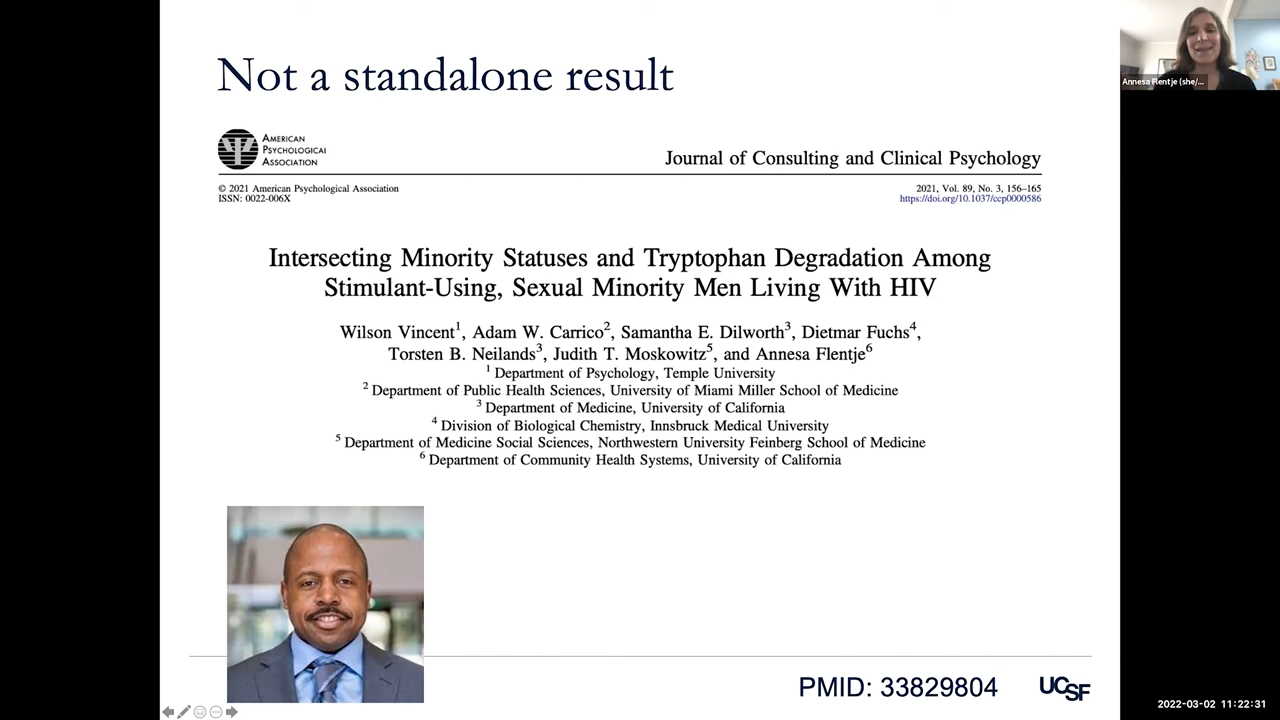 Not a standalone result
AMERICAN
PSYCHOLOGICAL
ASSOCIATION
Journal of Consulting and Clinical Psychology
© 2021 American Psychological Association
ISSN: 0022-006X
2021, Vol. 89, No. 3, 156–165
https://doi.org/10.1037/ccp0000586
Intersecting Minority Statuses and Tryptophan Degradation Among
Stimulant-Using, Sexual Minority Men Living With HIV
Wilson Vincent1, Adam W. Carrico2, Samantha E. Dilworth3, Dietmar Fuchs4,
Torsten B. Neilands3, Judith T. Moskowitz5, and Annesa Flentje6
1 Department of Psychology, Temple University
2 Department of Public Health Sciences, University of Miami Miller School of Medicine
3 Department of Medicine, University of California
4 Division of Biological Chemistry, Innsbruck Medical University
5 Department of Medicine Social Sciences, Northwestern University Feinberg School of Medicine
6 Department of Community Health Systems, University of California
PMID: 33829804
UCSF
Annesa Flentje (she/...
2022-03-02 11:22:31